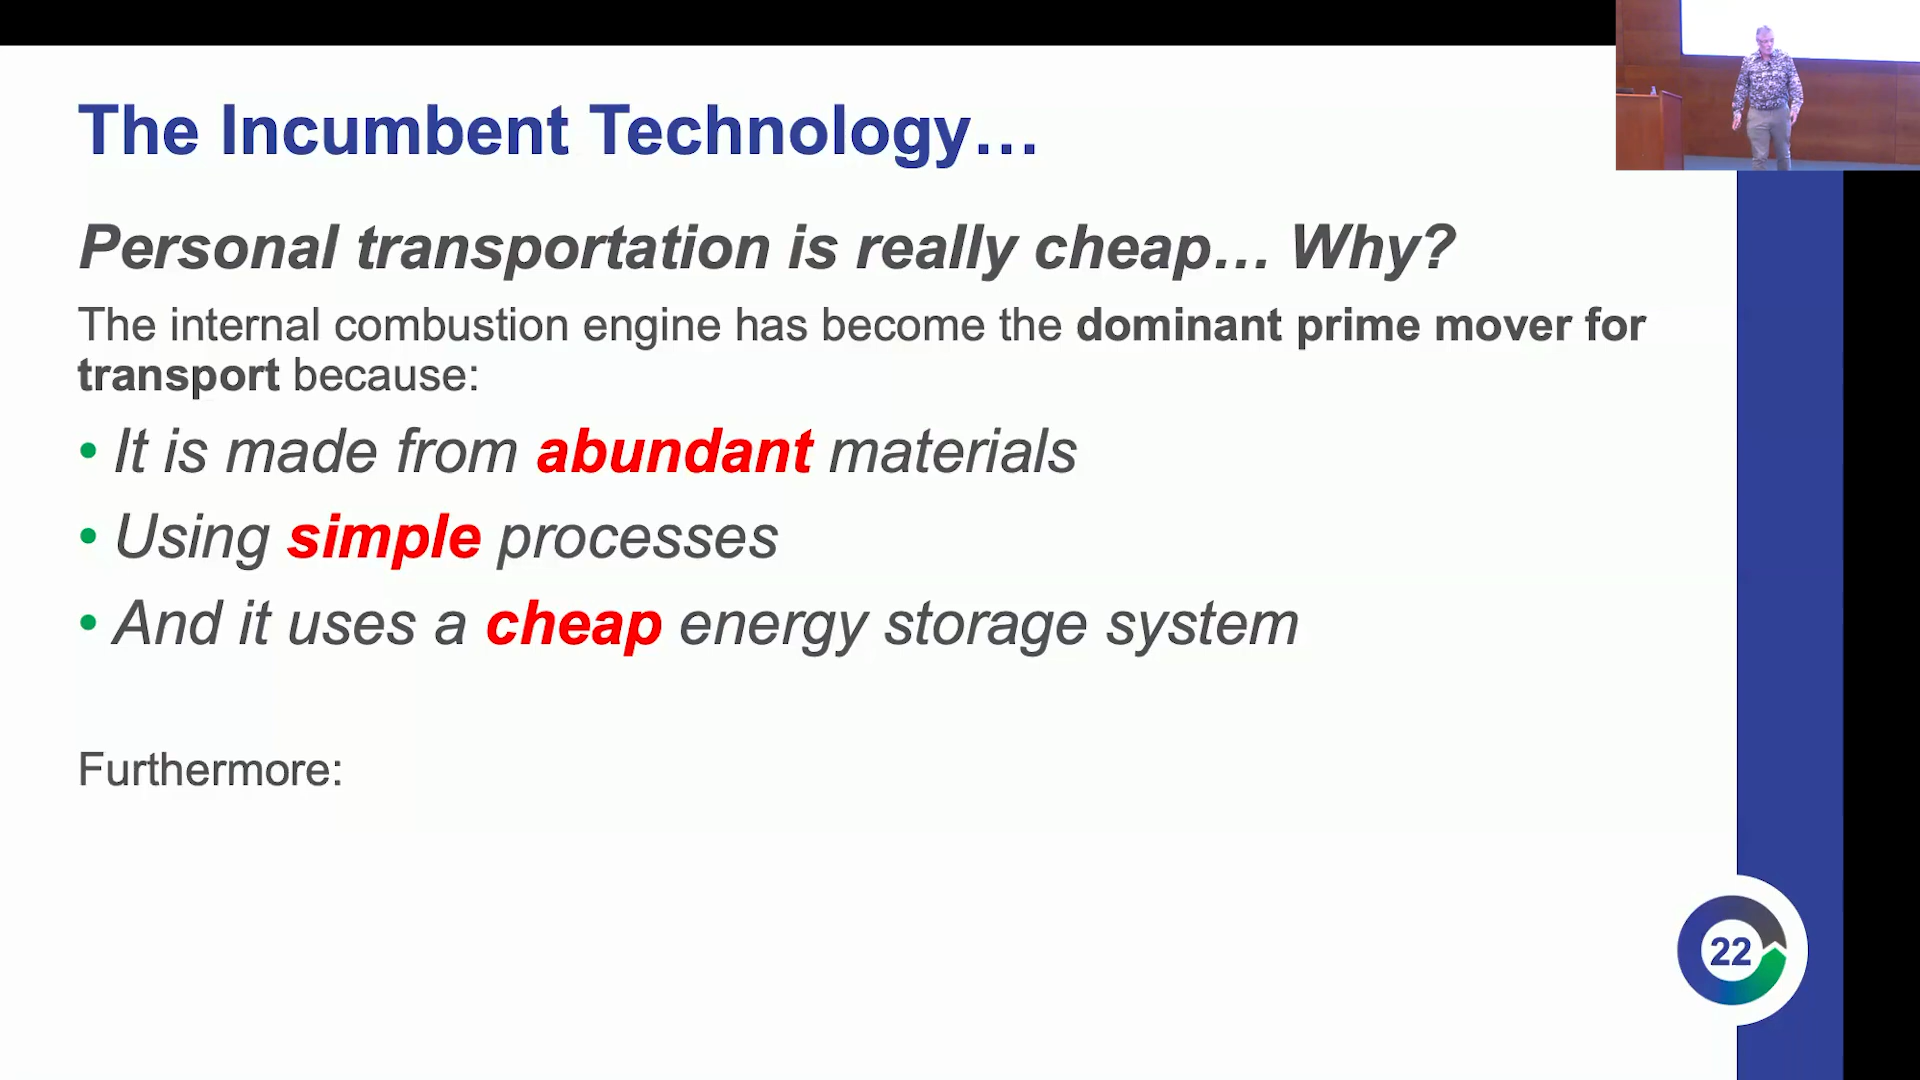 The Incumbent Technology…
Personal transportation is really cheap… Why?
The internal combustion engine has become the dominant prime mover for
transport because:
• It is made from abundant materials
• Using simple processes
• And it uses a cheap energy storage system
Furthermore:
22